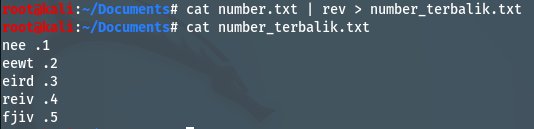 root@kali:~/Documents# cat number.txt | rev > number_terbalik.txt
root@kali:~/Documents# cat number_terbalik.txt
nee .1
eewt .2
eird .3
reiv .4
fjiv .5